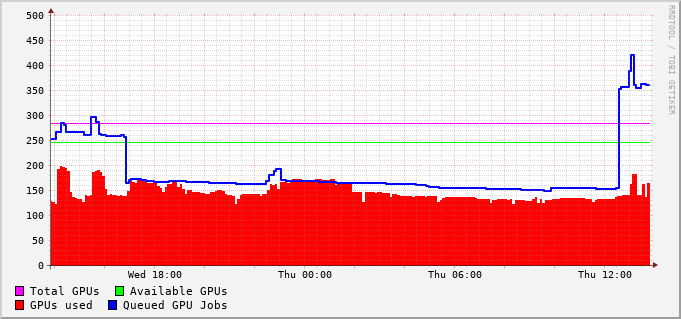 500
450
400
350
300
250
200
150
100
50
0
Wed 18:00 Thu 00:00 Thu 06:00 Thu 12:00
Total GPUs Available GPUs
GPUs used Queued GPU Jobs
RRDTOOL / TOBI OETIKER